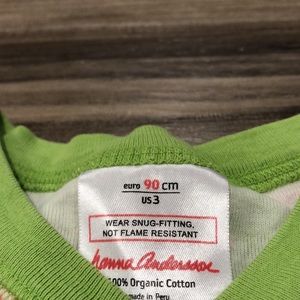 euro 90 cm
US 3
WEAR SNUG-FITTING,
NOT FLAME RESISTANT
hanna andersson
100% Organic Cotton
made in Peru